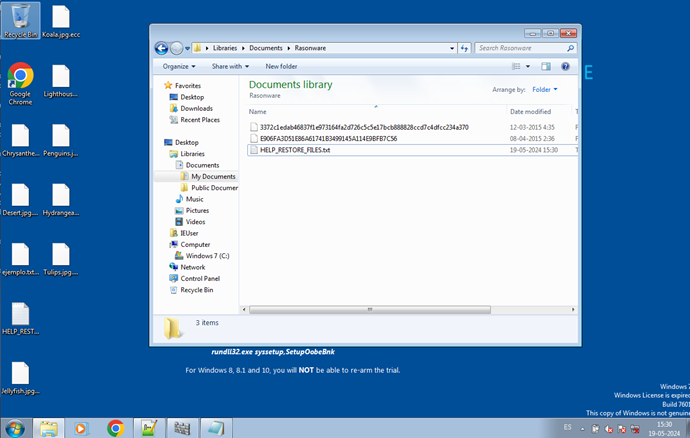 Recycle Bin
Koala.jpg.ecc
Google
Chrome
Lighthous...
Chrysanthe...
Penguins.j...
Desert.jpg....
Hydrangea...
ejemplo.txt...
Tulips.jpg....
HELP_REST...
Jellyfish.jpg...
Libraries
Documents
Rasonware
Search Rasonware
Organize
Share with
New folder
Favorites
Desktop
Downloads
Recent Places
Desktop
Libraries
Documents
My Documents
Public Documen
Music
Pictures
Videos
IEUser
Computer
Windows 7 (C:)
Network
Control Panel
Recycle Bin
Documents library
Rasonware
Arrange by: Folder
Name
Date modified
12-03-2015 4:35
E906FA3D51E86A61741B3499145A114E9BFB7C56
08-04-2015 2:36
HELP_RESTORE_FILES.txt
19-05-2024 15:30
3 items
E
rundll32.exe syssetup,SetupOobeBnk
For Windows 8, 8.1 and 10, you will NOT be able to re-arm the trial.
Windows 7
Windows License is expired
Build 7601
This copy of Windows is not genuine
ES
15:30
19-05-2024